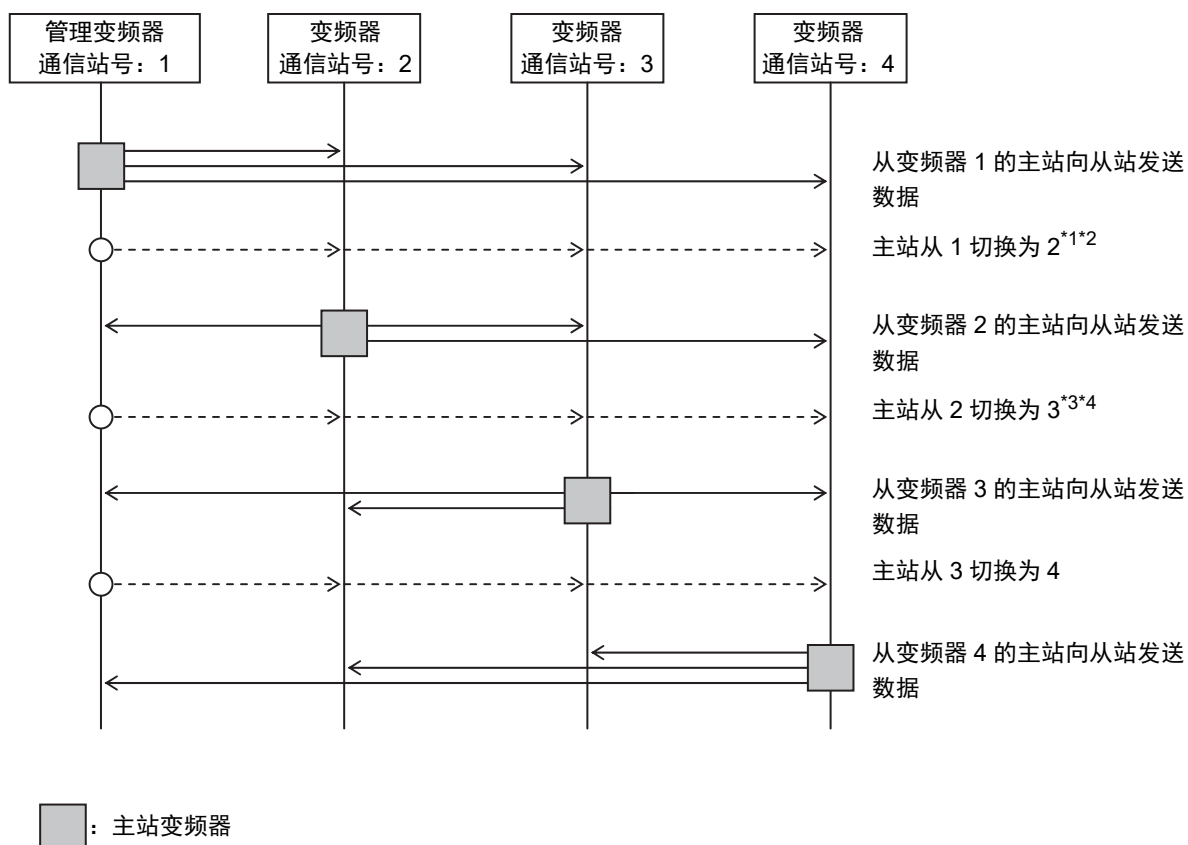 管理变频器
通信站号：1
变频器
通信站号：2
变频器
通信站号：3
变频器
通信站号：4
从变频器 1 的主站向从站发送
数据
主站从 1 切换为 2*1*2
从变频器 2 的主站向从站发送
数据
主站从 2 切换为 3*3*4
从变频器 3 的主站向从站发送
数据
主站从 3 切换为 4
从变频器 4 的主站向从站发送
数据
：主站变频器